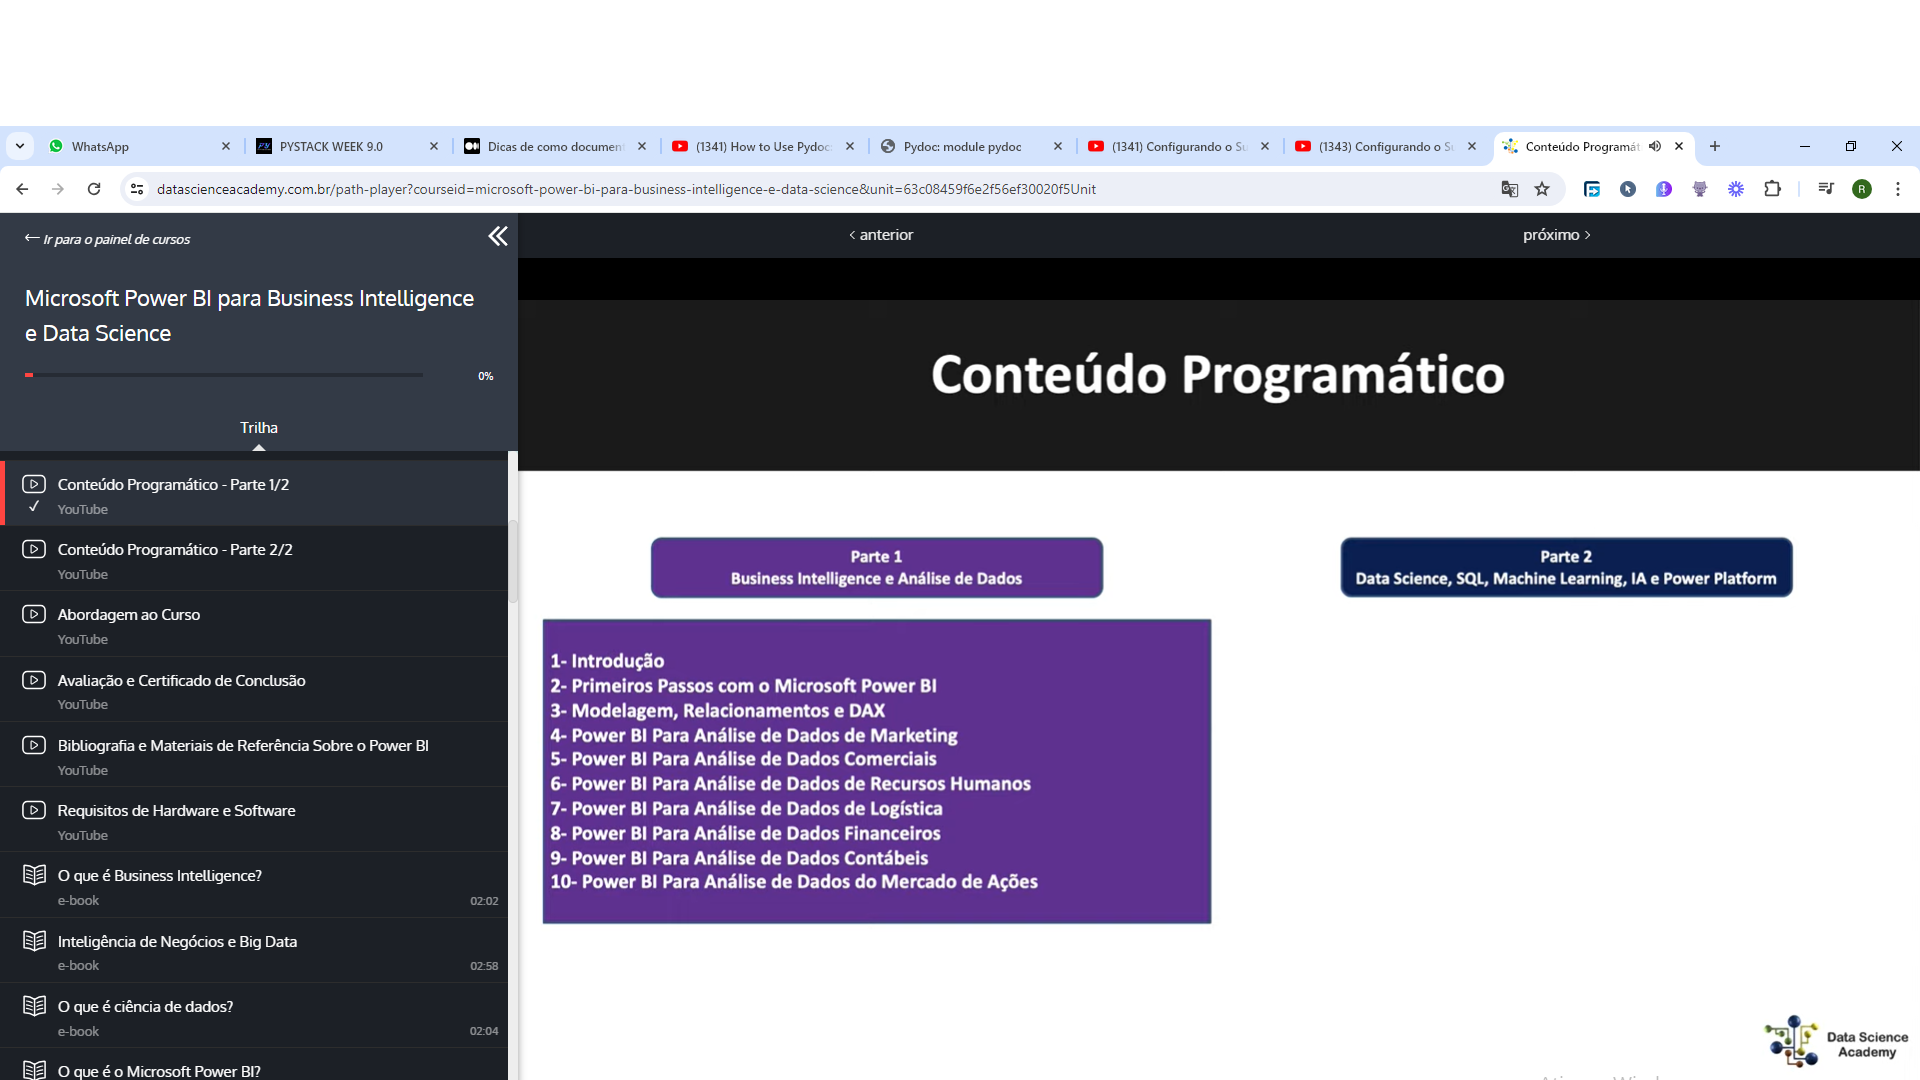 WhatsApp
PYSTACK WEEK 9.0
Dicas de como document
(1341) How to Use Pydoc
Pydoc: module pydoc
(1341) Configurando o Su
(1343) Configurando o Su
Conteúdo Programát
datascienceacademy.com.br/path-player?courseid=microsoft-power-bi-para-business-intelligence-e-data-science&unit=63c08459f6e2f56ef30020f5Unit
R
← Ir para o painel de cursos
Microsoft Power BI para Business Intelligence
e Data Science
0%
Trilha
Conteúdo Programático - Parte 1/2
YouTube
Conteúdo Programático - Parte 2/2
YouTube
Abordagem ao Curso
YouTube
Avaliação e Certificado de Conclusão
YouTube
Bibliografia e Materiais de Referência Sobre o Power BI
YouTube
Requisitos de Hardware e Software
YouTube
O que é Business Intelligence?
e-book
02:02
Inteligência de Negócios e Big Data
e-book
02:58
O que é ciência de dados?
e-book
02:04
O que é o Microsoft Power BI?
‹ anterior
próximo ›
Conteúdo Programático
Parte 1
Business Intelligence e Análise de Dados
1- Introdução
2- Primeiros Passos com o Microsoft Power BI
3- Modelagem, Relacionamentos e DAX
4- Power BI Para Análise de Dados de Marketing
5- Power BI Para Análise de Dados Comerciais
6- Power BI Para Análise de Dados de Recursos Humanos
7- Power BI Para Análise de Dados de Logística
8- Power BI Para Análise de Dados Financeiros
9- Power BI Para Análise de Dados Contábeis
10- Power BI Para Análise de Dados do Mercado de Ações
Parte 2
Data Science, SQL, Machine Learning, IA e Power Platform
Data Science
Academy